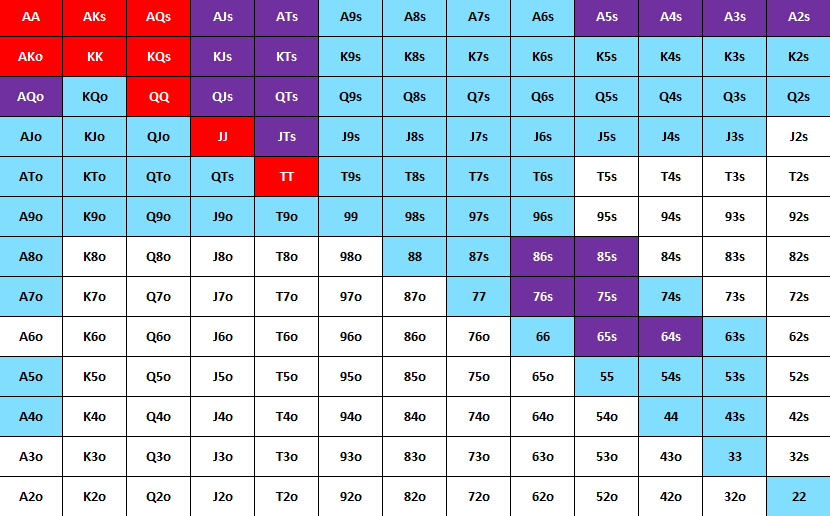 AA AKs AQs AJs ATs A9s A8s A7s A6s A5s A4s A3s A2s
AKo KK KQs KJs KTs K9s K8s K7s K6s K5s K4s K3s K2s
AQo KQo QQ QJs QTs Q9s Q8s Q7s Q6s Q5s Q4s Q3s Q2s
AJo KJo QJo JJ JTs J9s J8s J7s J6s J5s J4s J3s J2s
ATo KTo QTo QTs TT T9s T8s T7s T6s T5s T4s T3s T2s
A9o K9o Q9o J9o T9o 99 98s 97s 96s 95s 94s 93s 92s
A8o K8o Q8o J8o T8o 98o 88 87s 86s 85s 84s 83s 82s
A7o K7o Q7o J7o T7o 97o 87o 77 76s 75s 74s 73s 72s
A6o K6o Q6o J6o T6o 96o 86o 76o 66 65s 64s 63s 62s
A5o K5o Q5o J5o T5o 95o 85o 75o 65o 55 54s 53s 52s
A4o K4o Q4o J4o T4o 94o 84o 74o 64o 54o 44 43s 42s
A3o K3o Q3o J3o T3o 93o 83o 73o 63o 53o 43o 33 32s
A2o K2o Q2o J2o T2o 92o 82o 72o 62o 52o 42o 32o 22